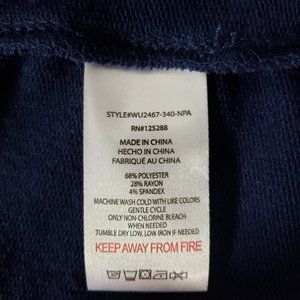 STYLE#WU2467-340-NPA
RN#125288
MADE IN CHINA
HECHO IN CHINA
FABRIQUÉ AU CHINA
68% POLYESTER
28% RAYON
4% SPANDEX
MACHINE WASH COLD WITH LIKE COLORS
GENTLE CYCLE
ONLY NON-CHLORINE BLEACH
WHEN NEEDED
TUMBLE DRY LOW, LOW IRON IF NEEDED
KEEP AWAY FROM FIRE